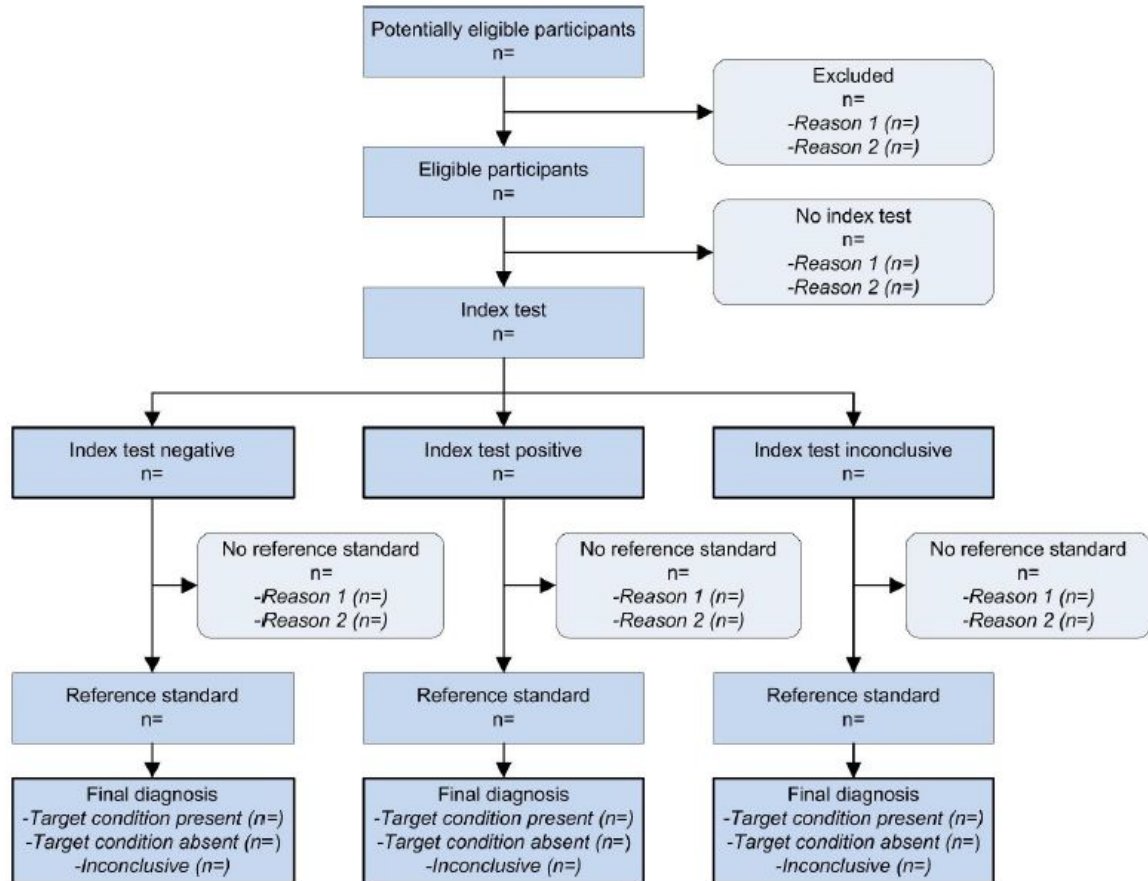 Potentially eligible participants
n=
Excluded
n=
-Reason 1 (n=)
-Reason 2 (n=)
Eligible participants
n=
No index test
n=
-Reason 1 (n=)
-Reason 2 (n=)
Index test
n=
Index test negative
n=
Index test positive
n=
Index test inconclusive
n=
No reference standard
n=
-Reason 1 (n=)
-Reason 2 (n=)
No reference standard
n=
-Reason 1 (n=)
-Reason 2 (n=)
No reference standard
n=
-Reason 1 (n=)
-Reason 2 (n=)
Reference standard
n=
Reference standard
n=
Reference standard
n=
Final diagnosis
-Target condition present (n=)
-Target condition absent (n=)
-Inconclusive (n=)
Final diagnosis
-Target condition present (n=)
-Target condition absent (n=)
-Inconclusive (n=)
Final diagnosis
-Target condition present (n=)
-Target condition absent (n=)
-Inconclusive (n=)